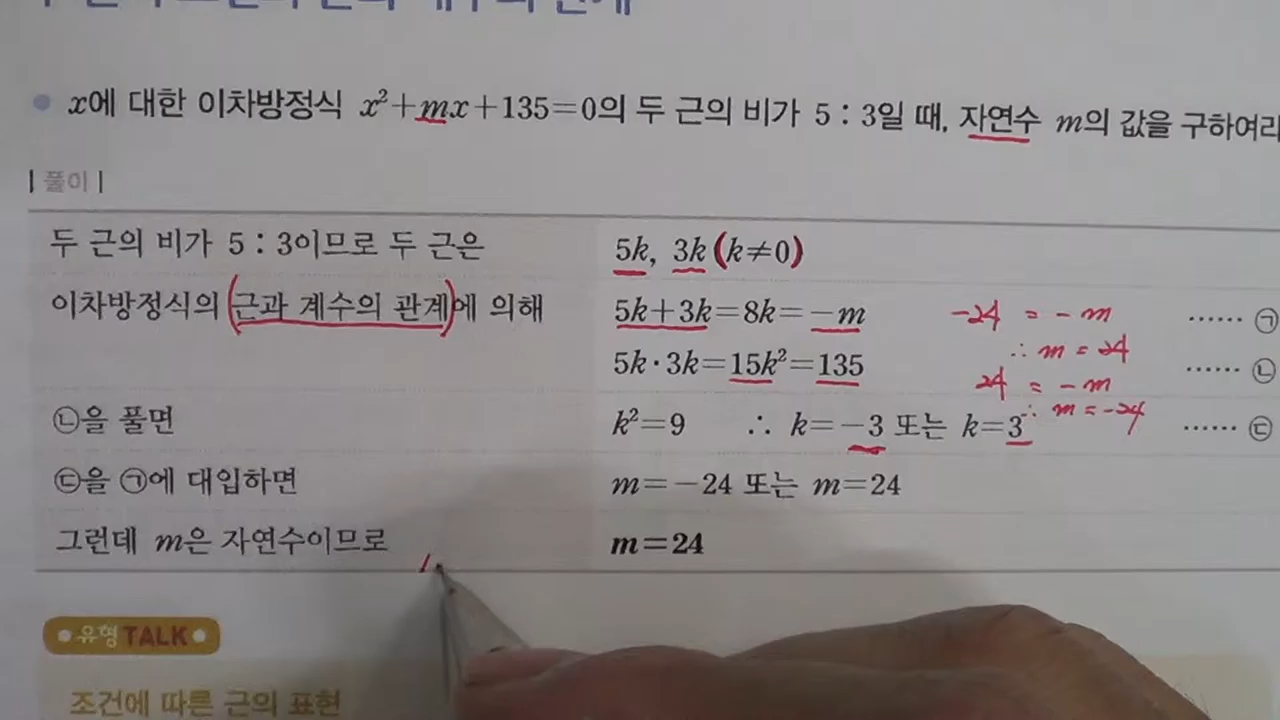 ● x에 대한 이차방정식 x²+mx+135=0의 두 근의 비가 5 : 3일 때, 자연수 m의 값을 구하여라
| 풀이 |
두 근의 비가 5 : 3이므로 두 근은 5k, 3k (k≠0)
이차방정식의 (근과 계수의 관계)에 의해 5k+3k=8k=-m -24 = -m ······ ㉠
∴ m = 24
5k·3k=15k²=135 ······ ㉡
24 = -m
∴ m = -24
㉡을 풀면 k²=9 ∴ k=-3 또는 k=3 ······ ㉢
㉢을 ㉠에 대입하면 m=-24 또는 m=24
그런데 m은 자연수이므로 m=24
유형 TALK
조건에 따른 근의 표현